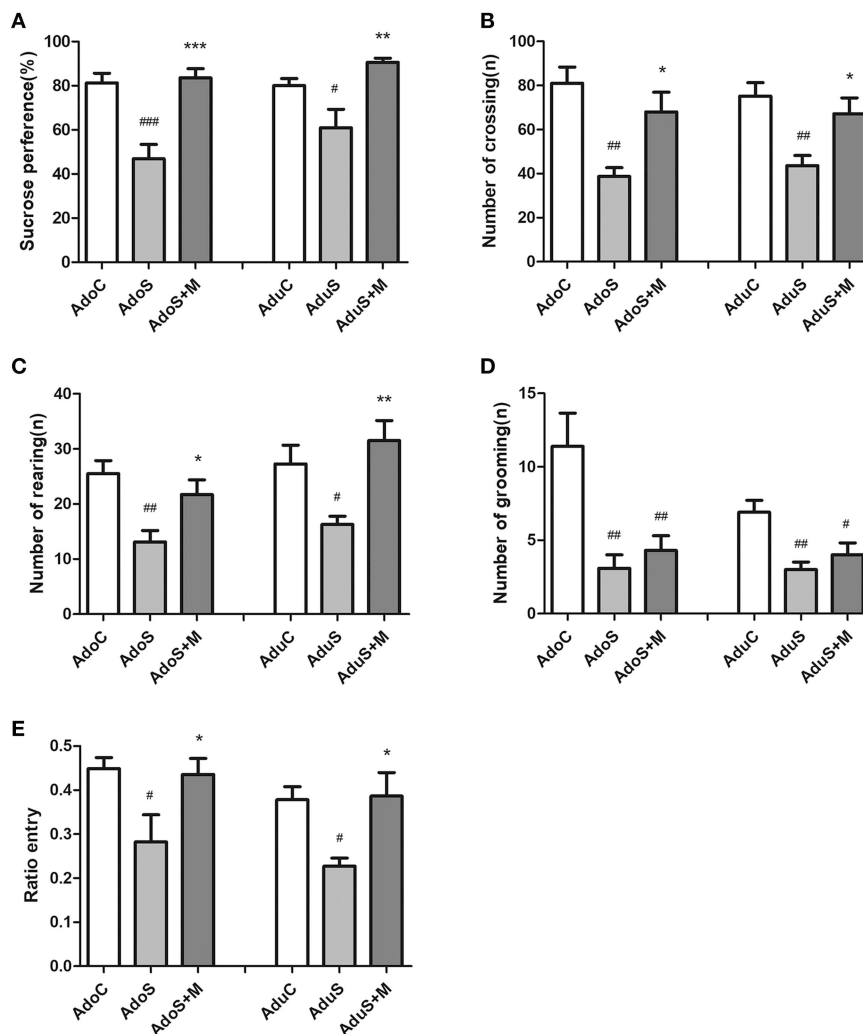 A
Sucrose perference(%)
100
80
60
40
20
0
***
###
**
#
AdoC
AdoS
AdoS+M
AduC
AduS
AduS+M
B
Number of crossing(n)
100
80
60
40
20
0
*
##
*
##
AdoC
AdoS
AdoS+M
AduC
AduS
AduS+M
C
Number of rearing(n)
40
30
20
10
0
*
##
**
#
AdoC
AdoS
AdoS+M
AduC
AduS
AduS+M
D
Number of grooming(n)
15
10
5
0
##
##
##
#
AdoC
AdoS
AdoS+M
AduC
AduS
AduS+M
E
Ratio entry
0.5
0.4
0.3
0.2
0.1
0.0
#
*
#
*
AdoC
AdoS
AdoS+M
AduC
AduS
AduS+M